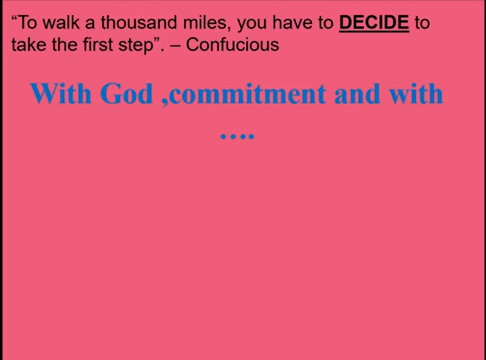 “To walk a thousand miles, you have to DECIDE to
take the first step”. – Confucious
With God ,commitment and with
….